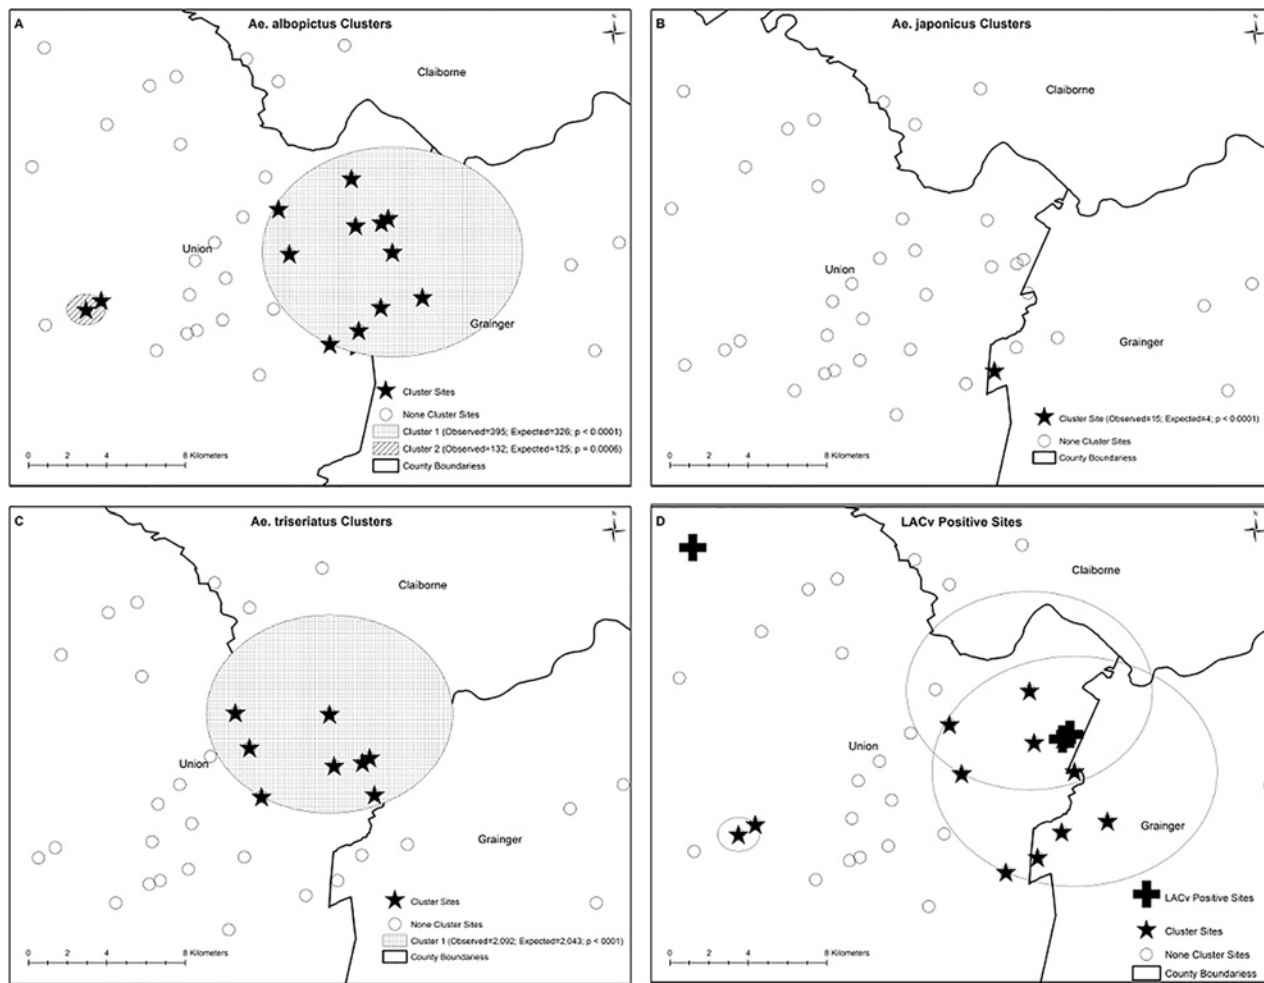 A
Ae. albopictus Clusters
N
Claiborne
Union
Grainger
Cluster Sites
None Cluster Sites
Cluster 1 (Observed=395; Expected=326; p < 0.0001)
Cluster 2 (Observed=132; Expected=125; p = 0.0006)
County Boundariess
0 2 4 8 Kilometers
B
Ae. japonicus Clusters
N
Claiborne
Union
Grainger
Cluster Site (Observed=15; Expected=4; p < 0.0001)
None Cluster Sites
County Boundariess
0 2 4 8 Kilometers
C
Ae. triseriatus Clusters
N
Claiborne
Union
Grainger
Cluster Sites
None Cluster Sites
Cluster 1 (Observed=2,092; Expected=2,043; p < 0001)
County Boundariess
0 2 4 8 Kilometers
D
LACv Positive Sites
N
Claiborne
Union
Grainger
LACv Positive Sites
Cluster Sites
None Cluster Sites
County Boundariess
0 2 4 8 Kilometers